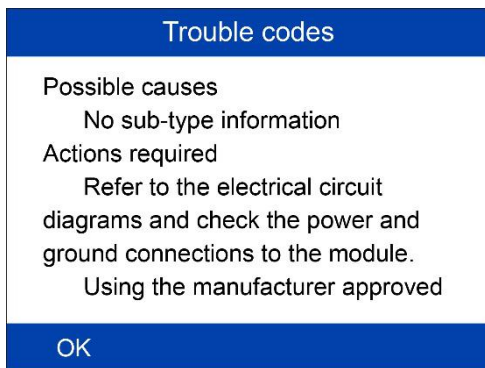 Trouble codes
Possible causes
No sub-type information
Actions required
Refer to the electrical circuit
diagrams and check the power and
ground connections to the module.
Using the manufacturer approved
OK